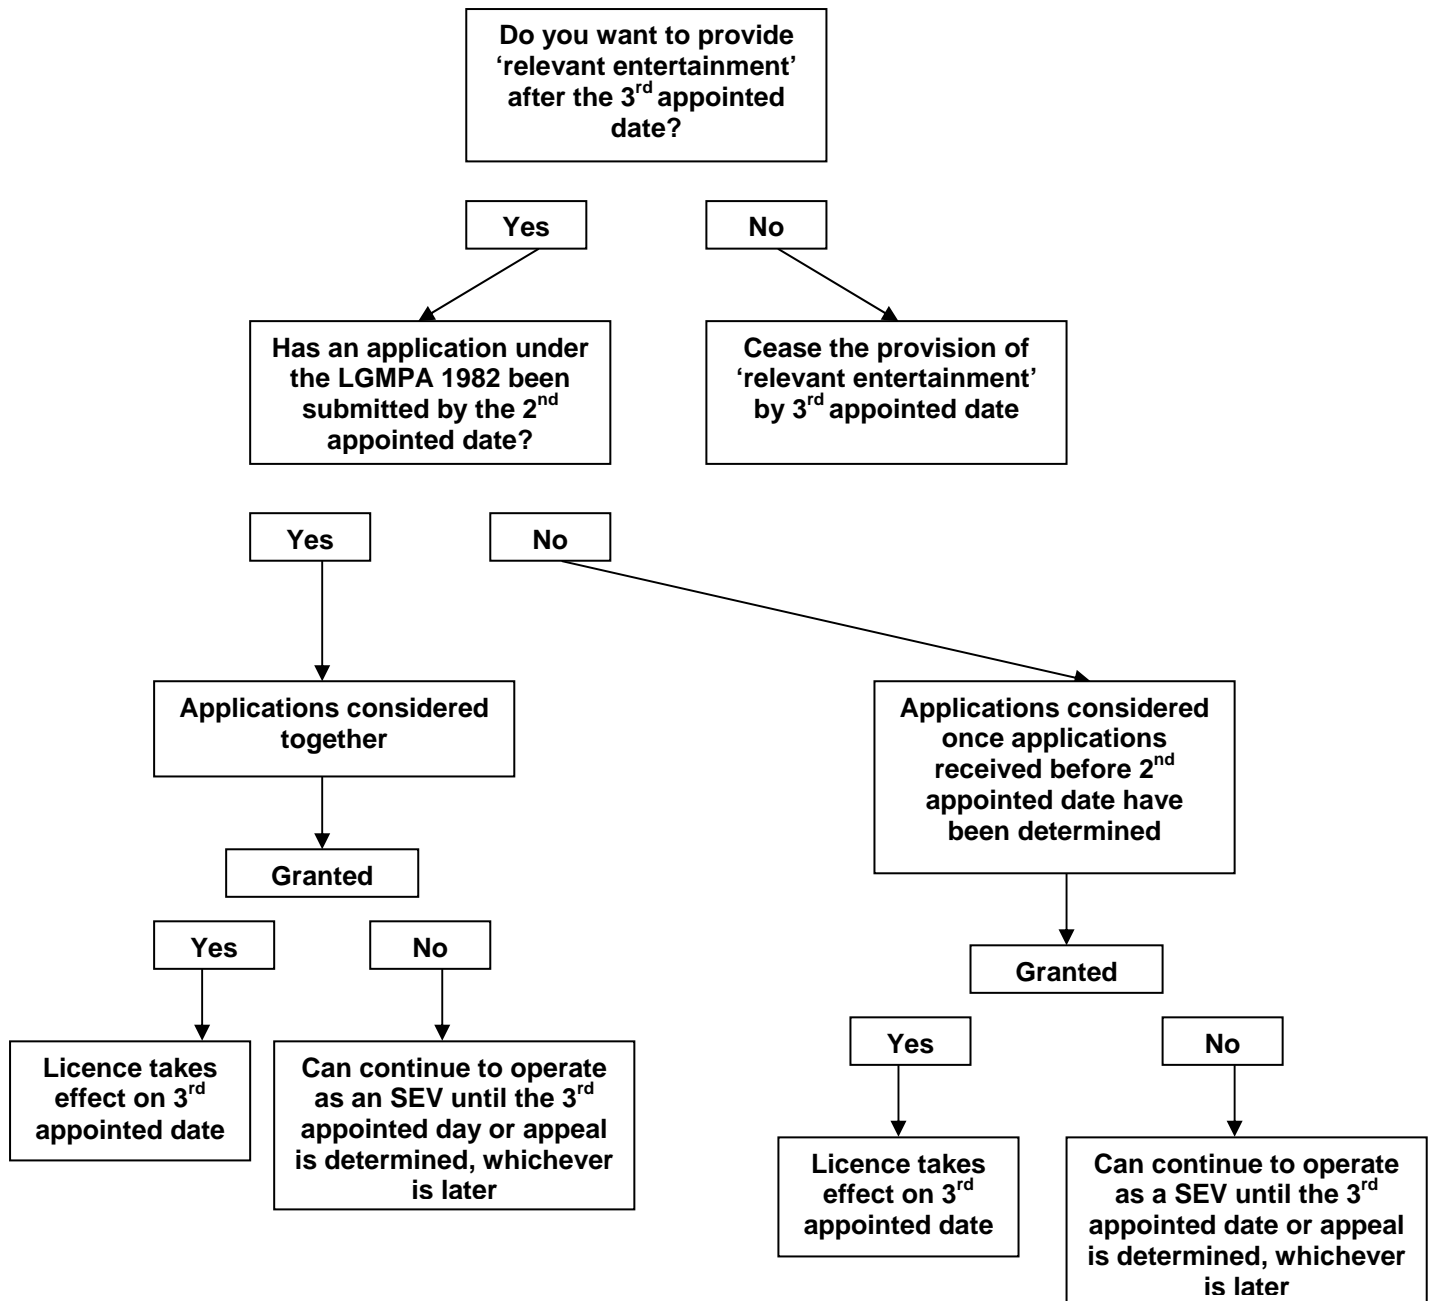 Do you want to provide
‘relevant entertainment’
after the 3rd appointed
date?
Yes
No
Has an application under
the LGMPA 1982 been
submitted by the 2nd
appointed date?
Cease the provision of
‘relevant entertainment’
by 3rd appointed date
Yes
No
Applications considered
together
Applications considered
once applications
received before 2nd
appointed date have
been determined
Granted
Yes
No
Granted
Licence takes
effect on 3rd
appointed date
Can continue to operate
as an SEV until the 3rd
appointed day or appeal
is determined, whichever
is later
Yes
No
Licence takes
effect on 3rd
appointed date
Can continue to operate
as a SEV until the 3rd
appointed date or appeal
is determined, whichever
is later